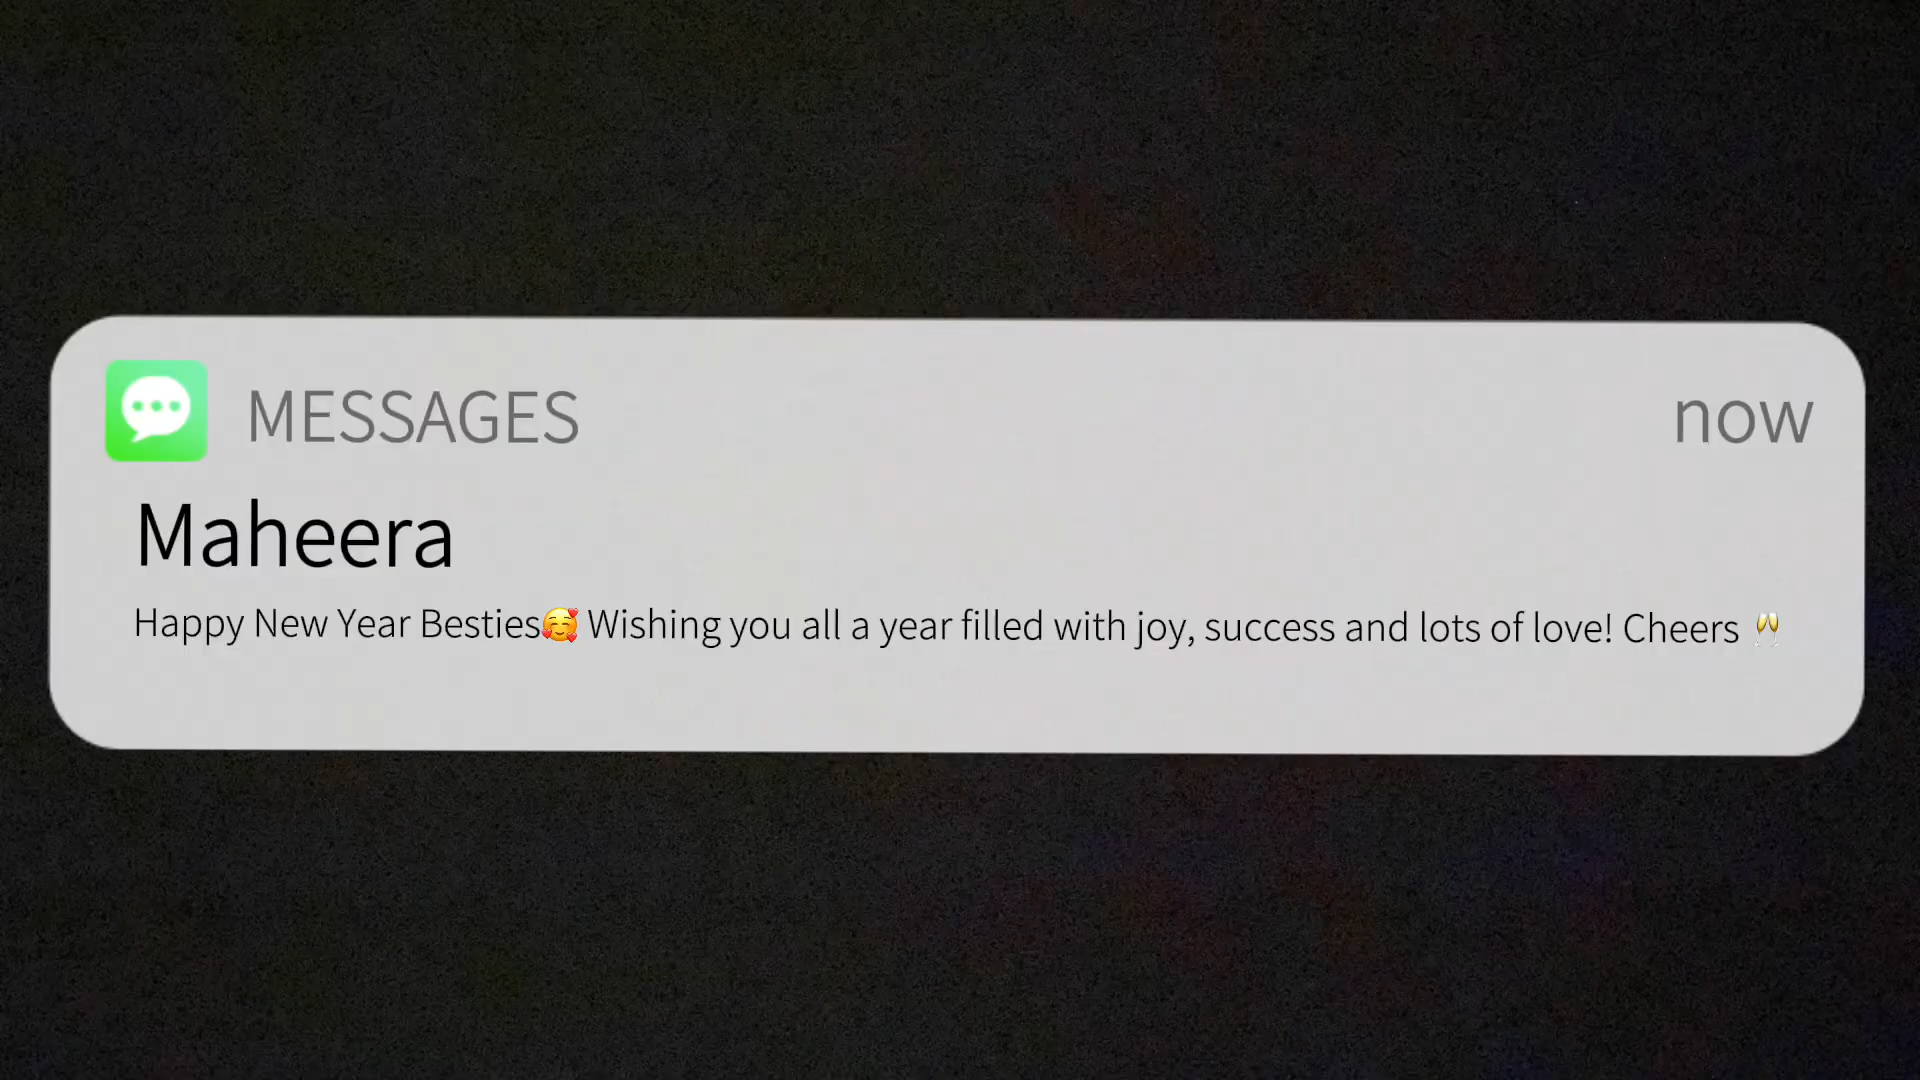 MESSAGES now
Maheera
Happy New Year Besties🥰 Wishing you all a year filled with joy, success and lots of love! Cheers 🥂